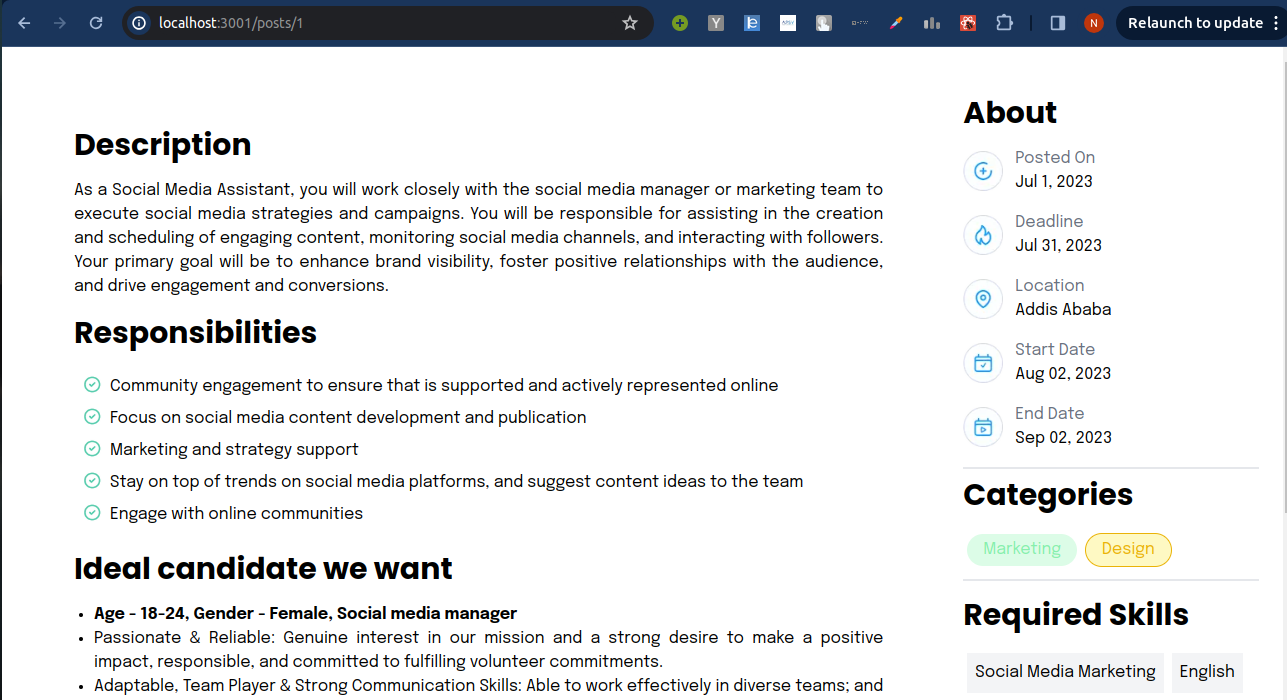 localhost:3001/posts/1
Y
N
Relaunch to update
Description
As a Social Media Assistant, you will work closely with the social media manager or marketing team to
execute social media strategies and campaigns. You will be responsible for assisting in the creation
and scheduling of engaging content, monitoring social media channels, and interacting with followers.
Your primary goal will be to enhance brand visibility, foster positive relationships with the audience,
and drive engagement and conversions.
Responsibilities
Community engagement to ensure that is supported and actively represented online
Focus on social media content development and publication
Marketing and strategy support
Stay on top of trends on social media platforms, and suggest content ideas to the team
Engage with online communities
Ideal candidate we want
Age - 18-24, Gender - Female, Social media manager
Passionate & Reliable: Genuine interest in our mission and a strong desire to make a positive
impact, responsible, and committed to fulfilling volunteer commitments.
Adaptable, Team Player & Strong Communication Skills: Able to work effectively in diverse teams; and
About
Posted On
Jul 1, 2023
Deadline
Jul 31, 2023
Location
Addis Ababa
Start Date
Aug 02, 2023
End Date
Sep 02, 2023
Categories
Marketing Design
Required Skills
Social Media Marketing English